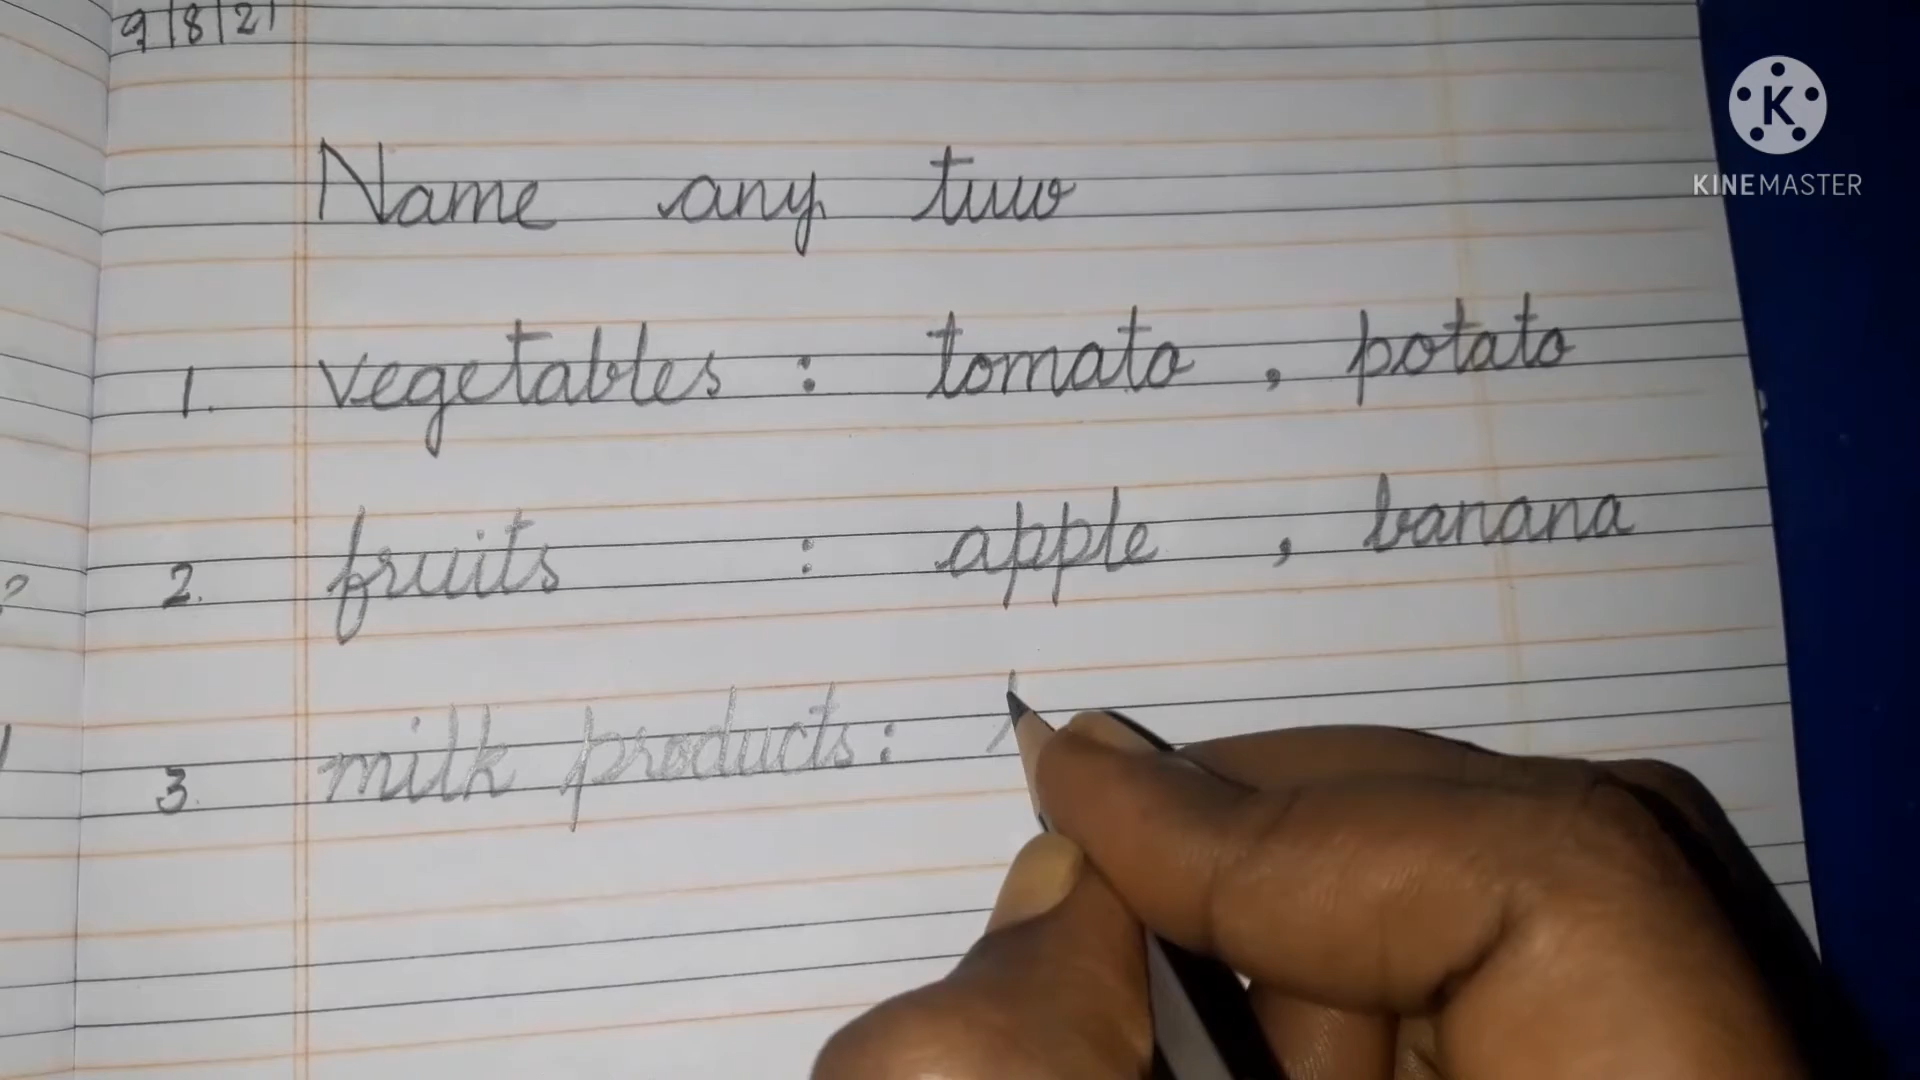 9/8/21
KINEMASTER
Name any two
1. vegetables : tomato , potato
2. fruits : apple , banana
3. milk products :